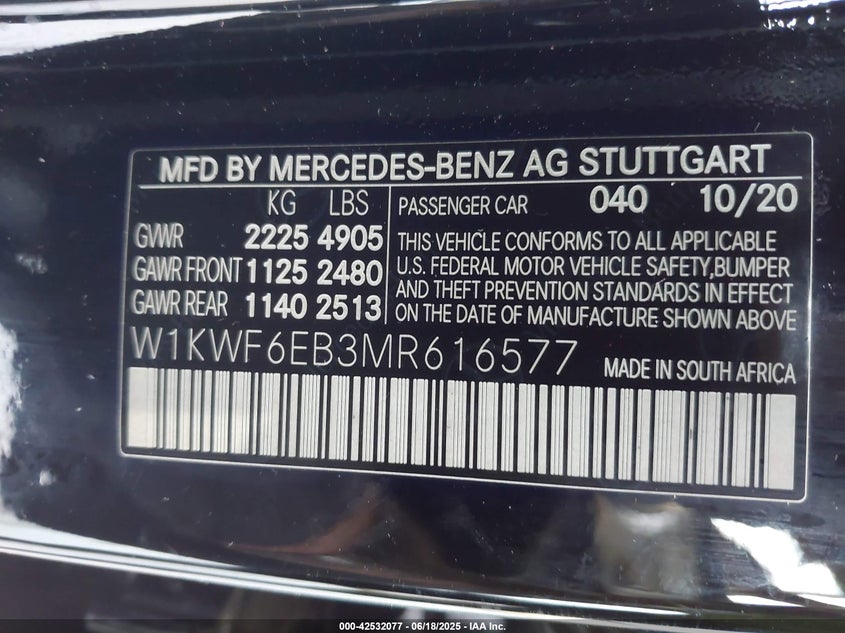 MFD BY MERCEDES-BENZ AG STUTTGART
KG LBS
GVWR 2225 4905
GAWR FRONT 1125 2480
GAWR REAR 1140 2513
PASSENGER CAR 040 10/20
THIS VEHICLE CONFORMS TO ALL APPLICABLE
U.S. FEDERAL MOTOR VEHICLE SAFETY,BUMPER
AND THEFT PREVENTION STANDARDS IN EFFECT
ON THE DATE OF MANUFACTURE SHOWN ABOVE
W1KWF6EB3MR616577
MADE IN SOUTH AFRICA
000-42532077 - 06/18/2025 - IAA Inc.